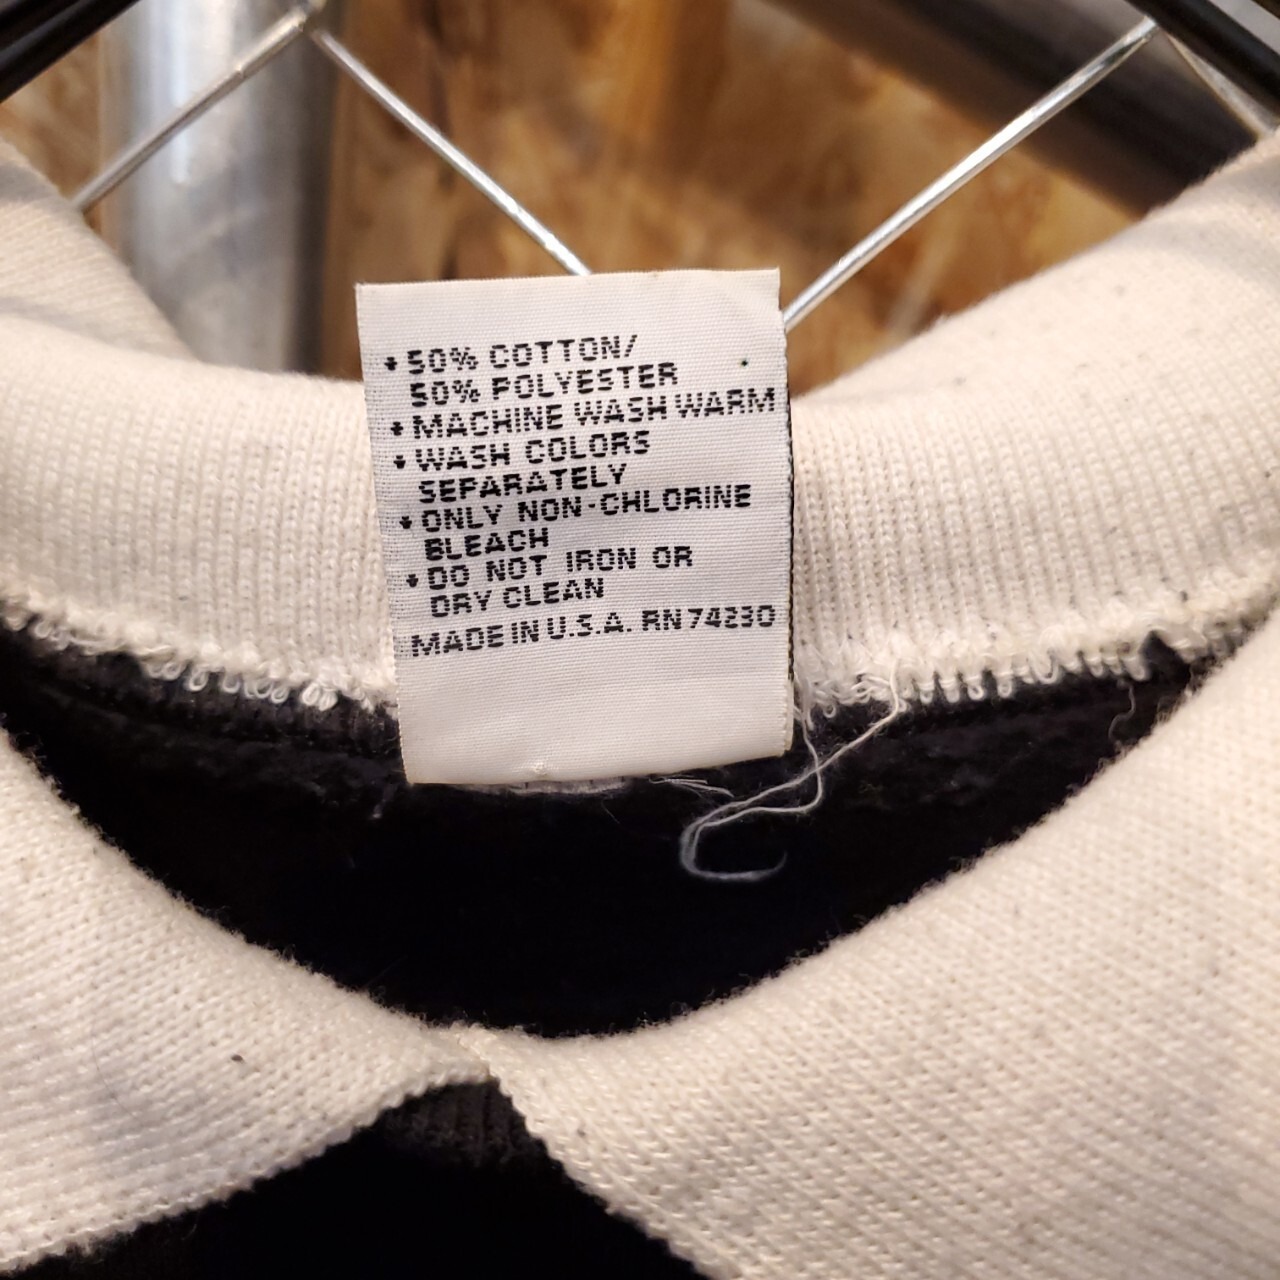 • 50% COTTON/
50% POLYESTER
• MACHINE WASH WARM
• WASH COLORS
SEPARATELY
• ONLY NON-CHLORINE
BLEACH
• DO NOT IRON OR
DRY CLEAN
MADE IN U.S.A. RN 74230